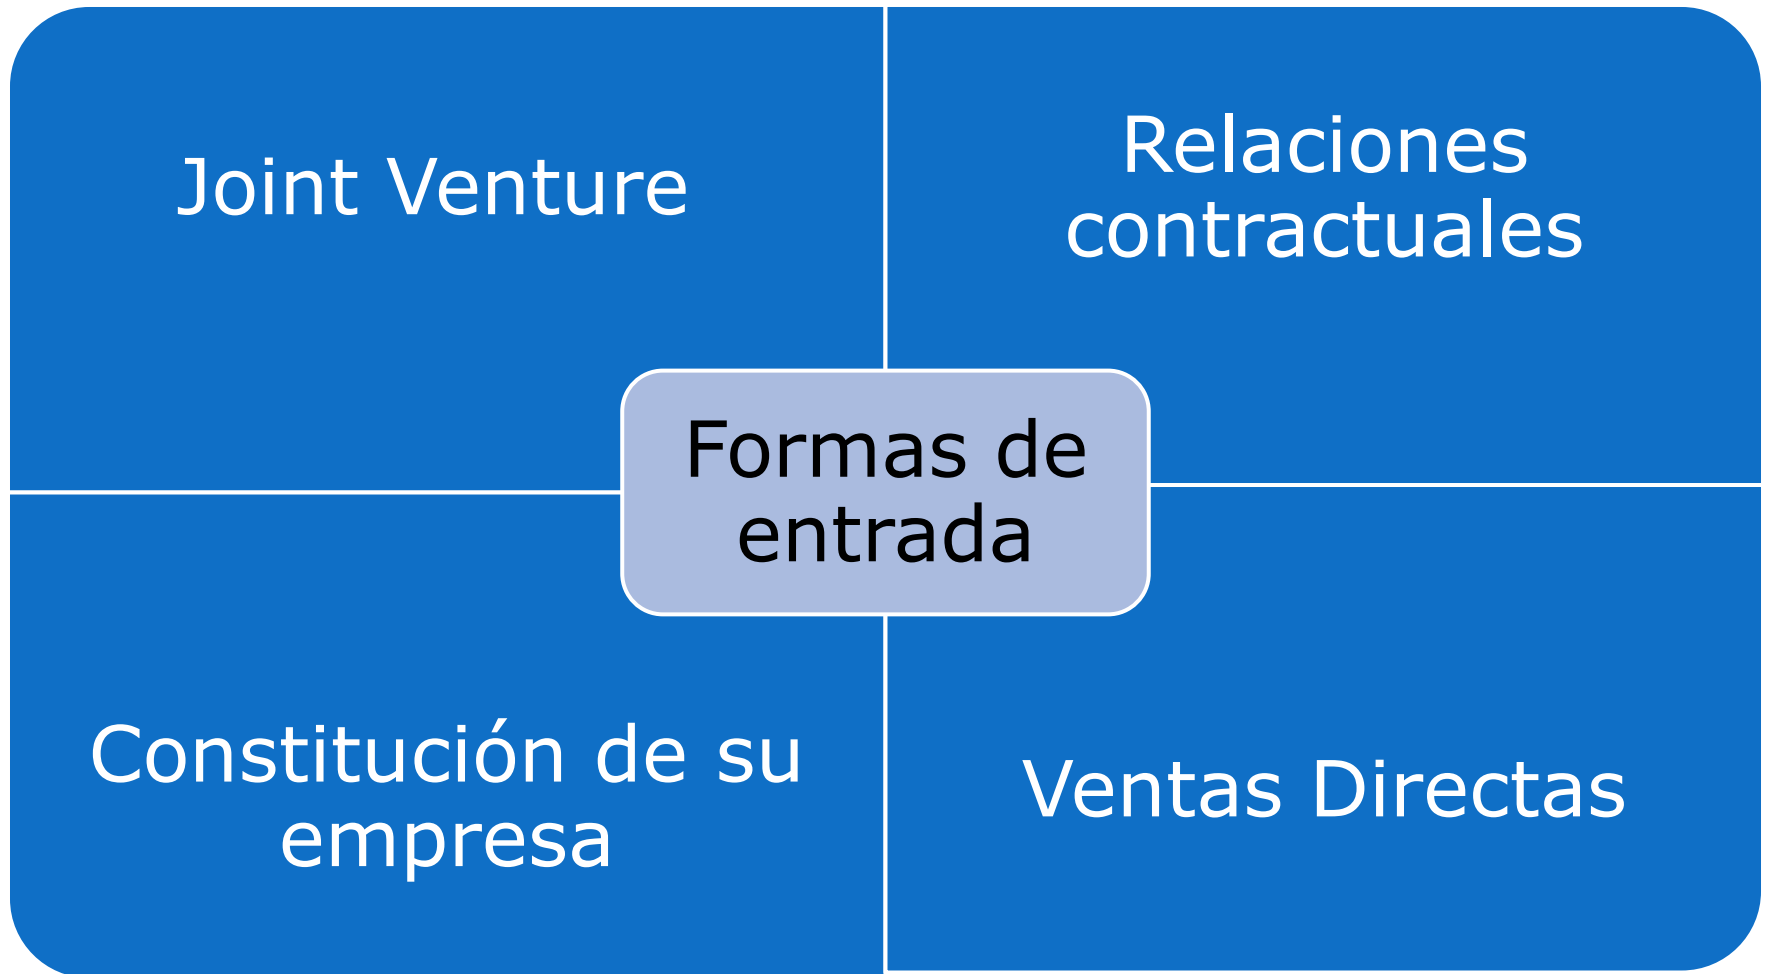 Joint Venture
Relaciones
contractuales
Formas de
entrada
Constitución de su
empresa
Ventas Directas